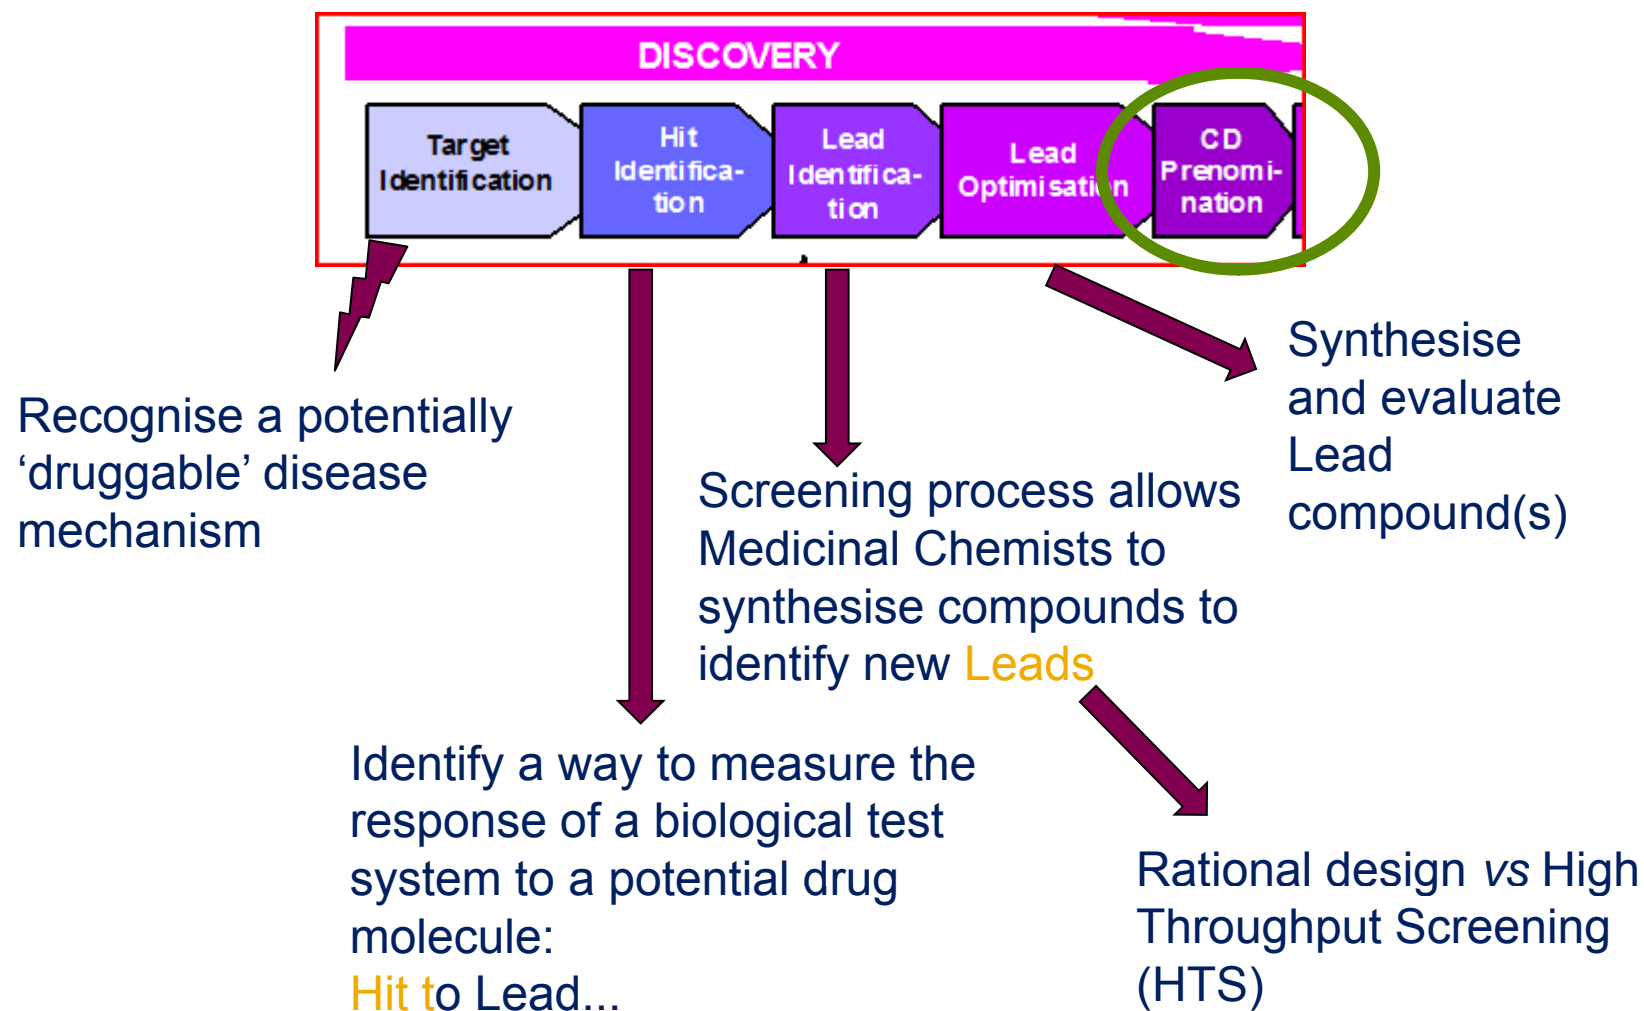 DISCOVERY
Target
Identification
Hit
Identifica-
tion
Lead
Identifica-
tion
Lead
Optimisation
CD
Prenomi-
nation
Recognise a potentially
‘druggable’ disease
mechanism
Identify a way to measure the
response of a biological test
system to a potential drug
molecule:
Hit to Lead...
Screening process allows
Medicinal Chemists to
synthesise compounds to
identify new Leads
Synthesise
and evaluate
Lead
compound(s)
Rational design vs High
Throughput Screening
(HTS)